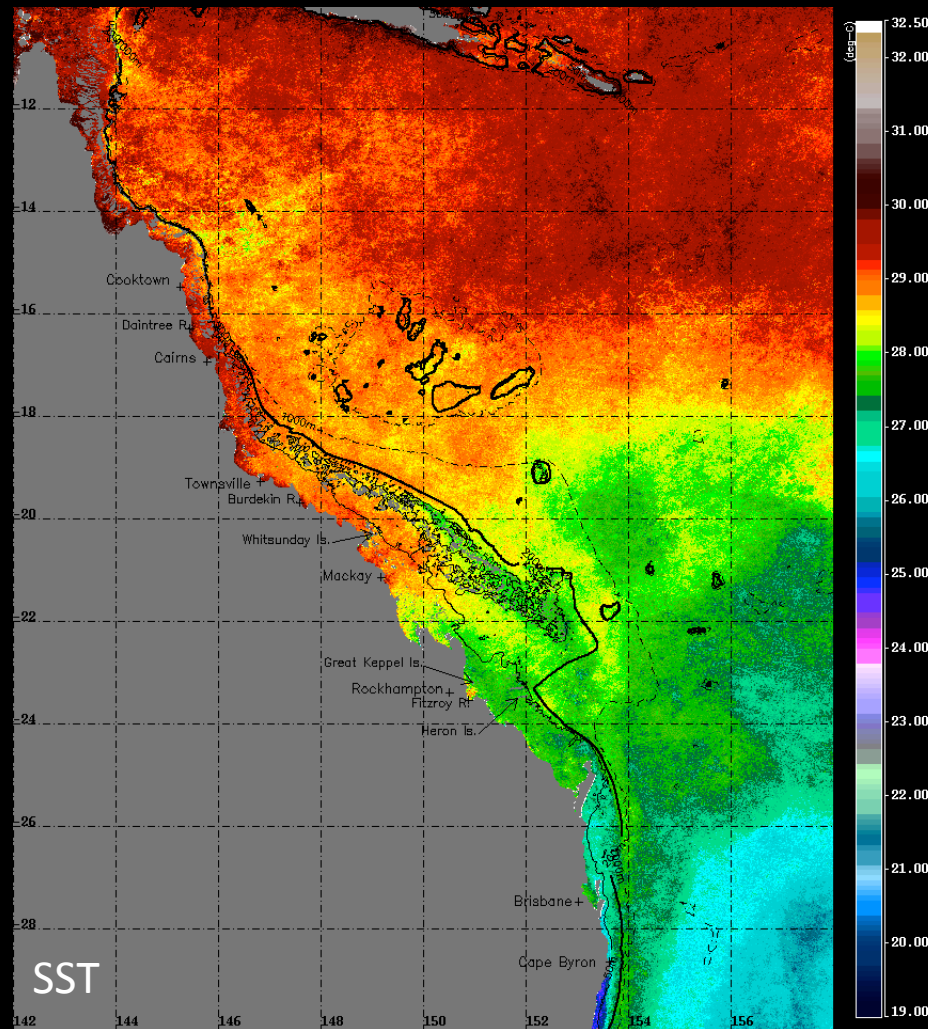 32.50
(deg-C)
32.00
31.00
30.00
29.00
28.00
27.00
26.00
25.00
24.00
23.00
22.00
21.00
20.00
19.00
-12
-14
Cooktown
-16
Daintree R.
Cairns
-18
1000m
Townsville
Burdekin R.
-20
Whitsunday Is.
200m
Mackay
-22
Great Keppel Is.
Rockhampton
Fitzroy R.
-24
Heron Is.
-26
Brisbane
-28
Cape Byron
SST
142
144
146
148
150
152
154
156